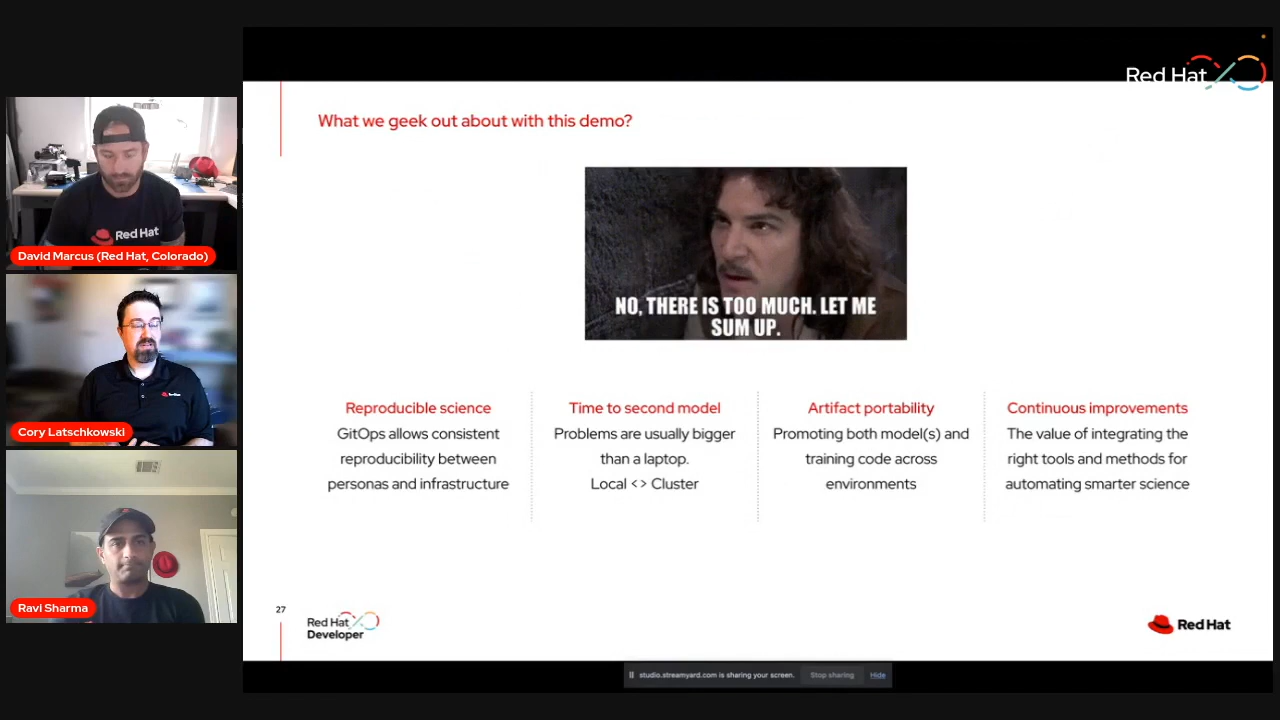 Red Hat
What we geek out about with this demo?
NO, THERE IS TOO MUCH. LET ME
SUM UP.
Red Hat
David Marcus (Red Hat, Colorado)
Cory Latschkowski
Ravi Sharma
Reproducible science
GitOps allows consistent
reproducibility between
personas and infrastructure
Time to second model
Problems are usually bigger
than a laptop.
Local <> Cluster
Artifact portability
Promoting both model(s) and
training code across
environments
Continuous improvements
The value of integrating the
right tools and methods for
automating smarter science
27
Red Hat
Developer
Red Hat
studio.streamyard.com is sharing your screen.
Stop sharing
Hide